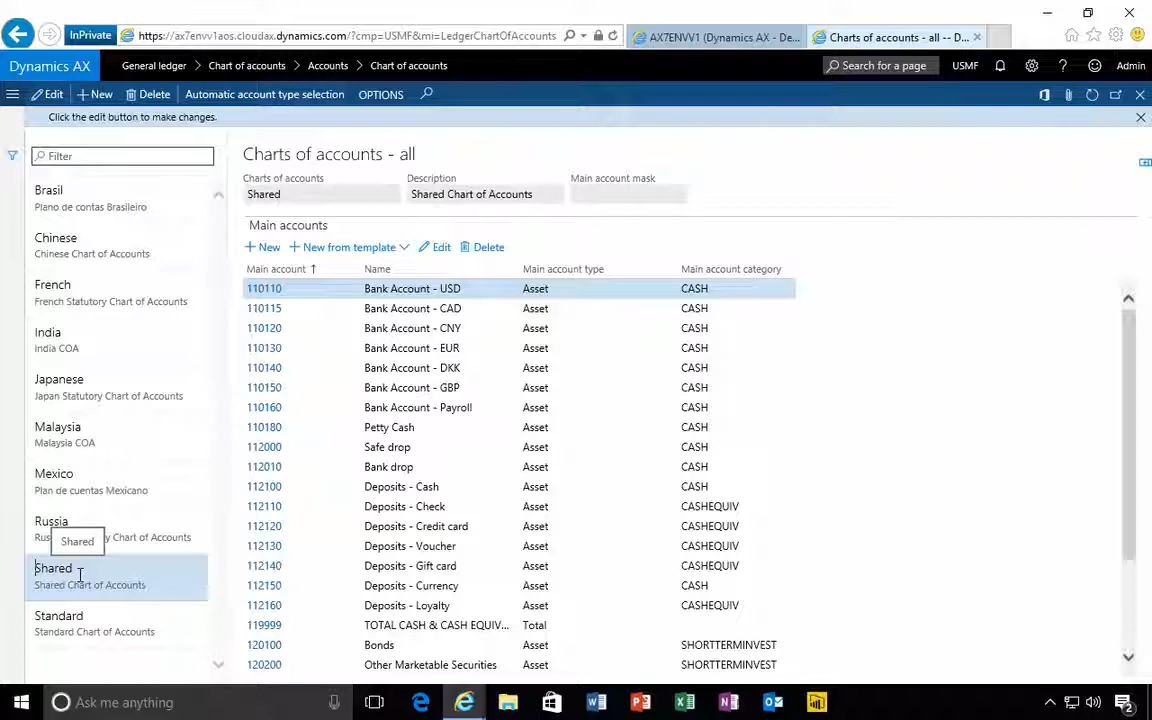 InPrivate
https://ax7envv1aos.cloudax.dynamics.com/?cmp=USMF&mi=LedgerChartOfAccounts
AX7ENVV1 (Dynamics AX - De...
Charts of accounts - all -- D...
Dynamics AX
General ledger > Chart of accounts > Accounts > Chart of accounts
Search for a page
USMF
?
Admin
Edit
New
Delete
Automatic account type selection
OPTIONS
Click the edit button to make changes.
Filter
Brasil
Plano de contas Brasileiro
Chinese
Chinese Chart of Accounts
French
French Statutory Chart of Accounts
India
India COA
Japanese
Japan Statutory Chart of Accounts
Malaysia
Malaysia COA
Mexico
Plan de cuentas Mexicano
Russia
y Chart of Accounts
Shared
Shared
Shared Chart of Accounts
Standard
Standard Chart of Accounts
Charts of accounts - all
Charts of accounts Description Main account mask
Shared Shared Chart of Accounts
Main accounts
New New from template Edit Delete
Main account Name Main account type Main account category
110110 Bank Account - USD Asset CASH
110115 Bank Account - CAD Asset CASH
110120 Bank Account - CNY Asset CASH
110130 Bank Account - EUR Asset CASH
110140 Bank Account - DKK Asset CASH
110150 Bank Account - GBP Asset CASH
110160 Bank Account - Payroll Asset CASH
110180 Petty Cash Asset CASH
112000 Safe drop Asset CASH
112010 Bank drop Asset CASH
112100 Deposits - Cash Asset CASH
112110 Deposits - Check Asset CASHEQUIV
112120 Deposits - Credit card Asset CASHEQUIV
112130 Deposits - Voucher Asset CASHEQUIV
112140 Deposits - Gift card Asset CASHEQUIV
112150 Deposits - Currency Asset CASH
112160 Deposits - Loyalty Asset CASHEQUIV
119999 TOTAL CASH & CASH EQUIV... Total
120100 Bonds Asset SHORTTERMINVEST
120200 Other Marketable Securities Asset SHORTTERMINVEST
Ask me anything
2